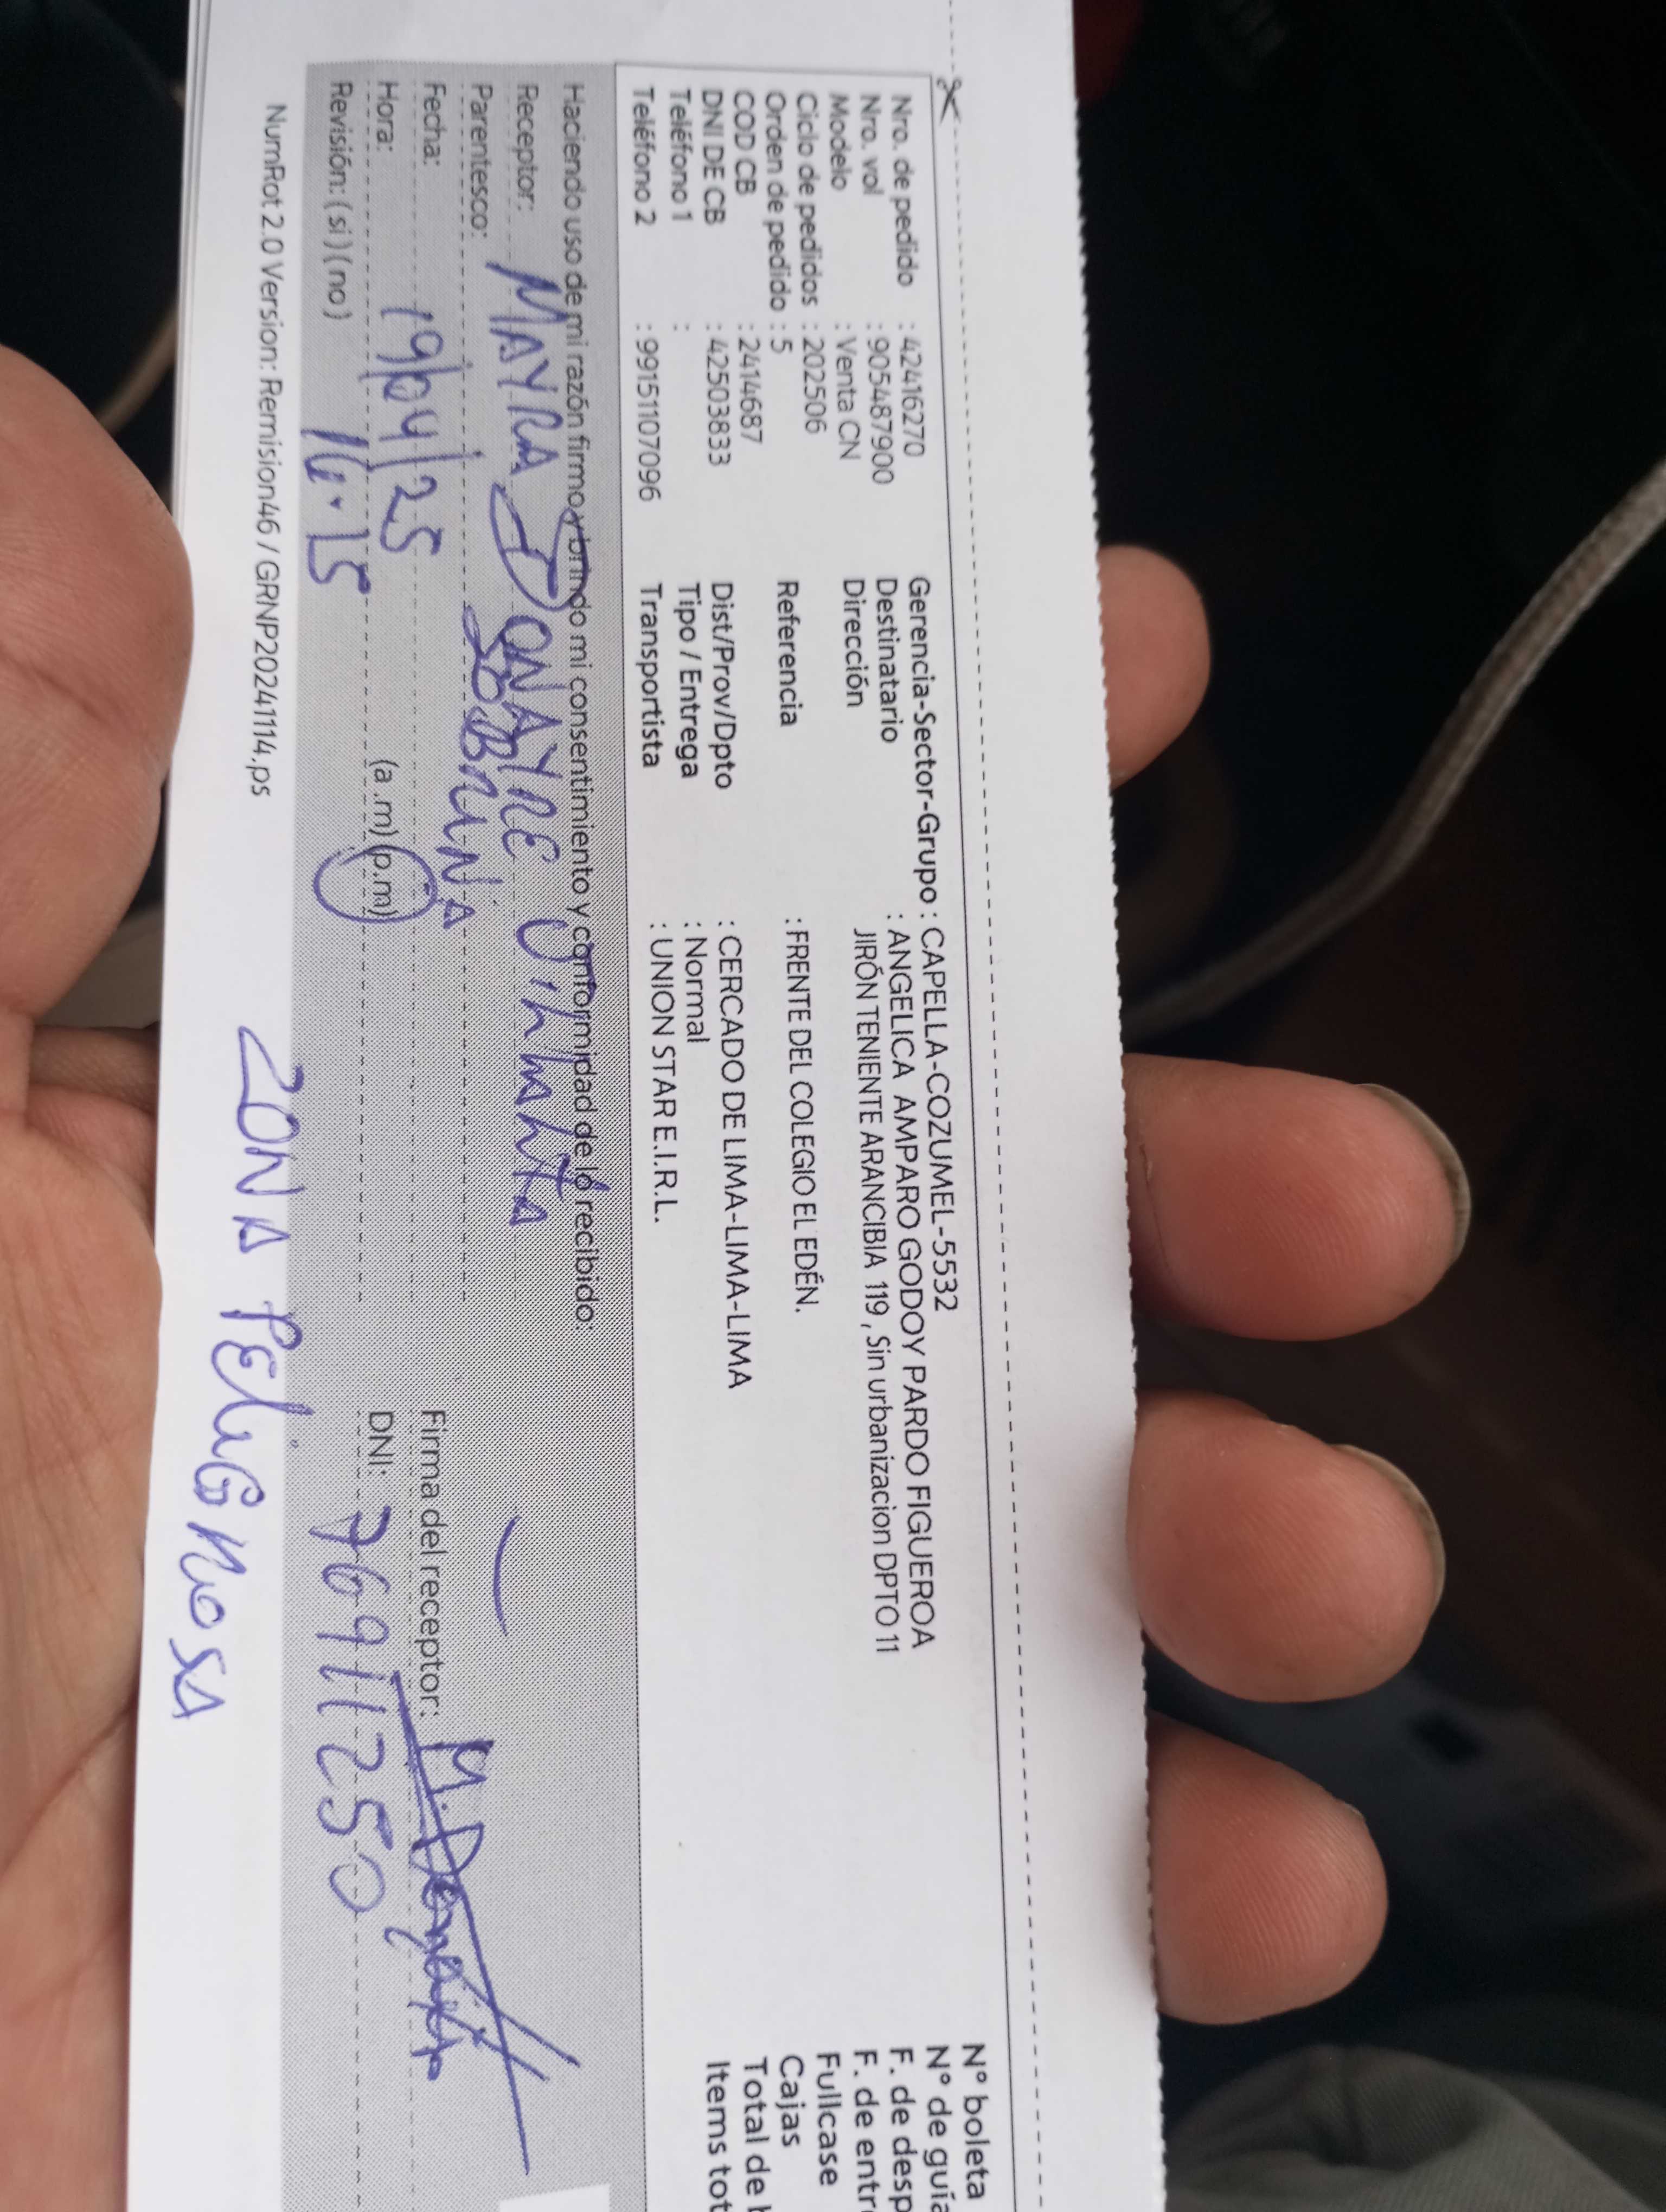 Nro. de pedido : 42416270
Nro. vol : 905487900
Modelo : Venta CN
Ciclo de pedidos : 202506
Orden de pedido : 5
COD CB : 2414687
DNI DE CB : 42503833
Teléfono 1 :
Teléfono 2 : 99151107096
Gerencia-Sector-Grupo : CAPELLA-COZUMEL-5532
Destinatario : ANGELICA AMPARO GODOY PARDO FIGUEROA
Dirección JIRÓN TENIENTE ARANCIBIA 119 , Sin urbanizacion DPTO 11
Referencia : FRENTE DEL COLEGIO EL EDÉN.
Dist/Prov/Dpto : CERCADO DE LIMA-LIMA-LIMA
Tipo / Entrega : Normal
Transportista : UNION STAR E.I.R.L.
N° boleta
N° de guía
F. de desp
F. de entr
Fullcase
Cajas
Total de
Items tot
Haciendo uso de mi razón firmo y brindo mi consentimiento y conformidad de lo recibido:
Receptor: MAYRA DONAYRE
Parentesco: SOBRINA
Fecha: 19/04/25
Hora: 16:15 (a .m) (p.m)
Revisión: ( si ) ( no )
Firma del receptor:
DNI: 76911250
NumRot 2.0 Version: Remision46 / GRNP20241114.ps
ZONA PELIGROSA